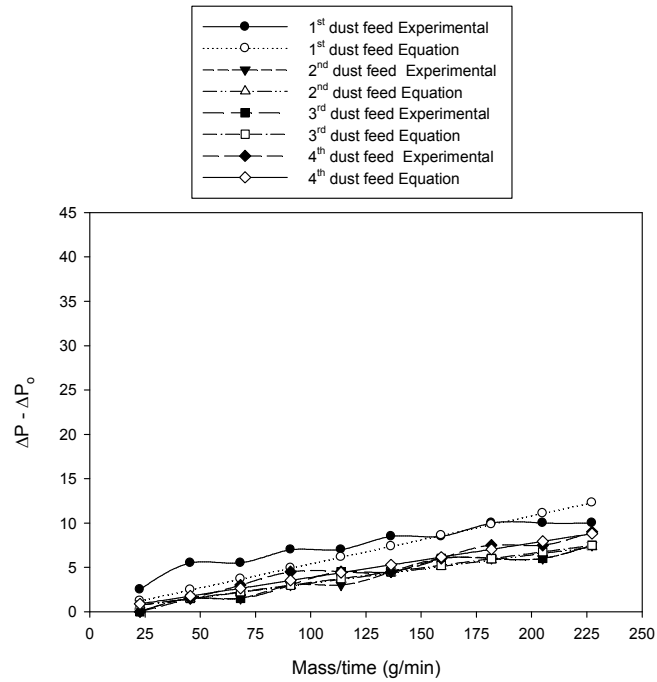 1st dust feed Experimental
1st dust feed Equation
2nd dust feed  Experimental
2nd dust feed Equation
3rd dust feed Experimental
3rd dust feed Equation
4th dust feed  Experimental
4th dust feed Equation
45
40
35
30
25
20
15
10
5
0
ΔP - ΔPo
0 25 50 75 100 125 150 175 200 225 250
Mass/time (g/min)